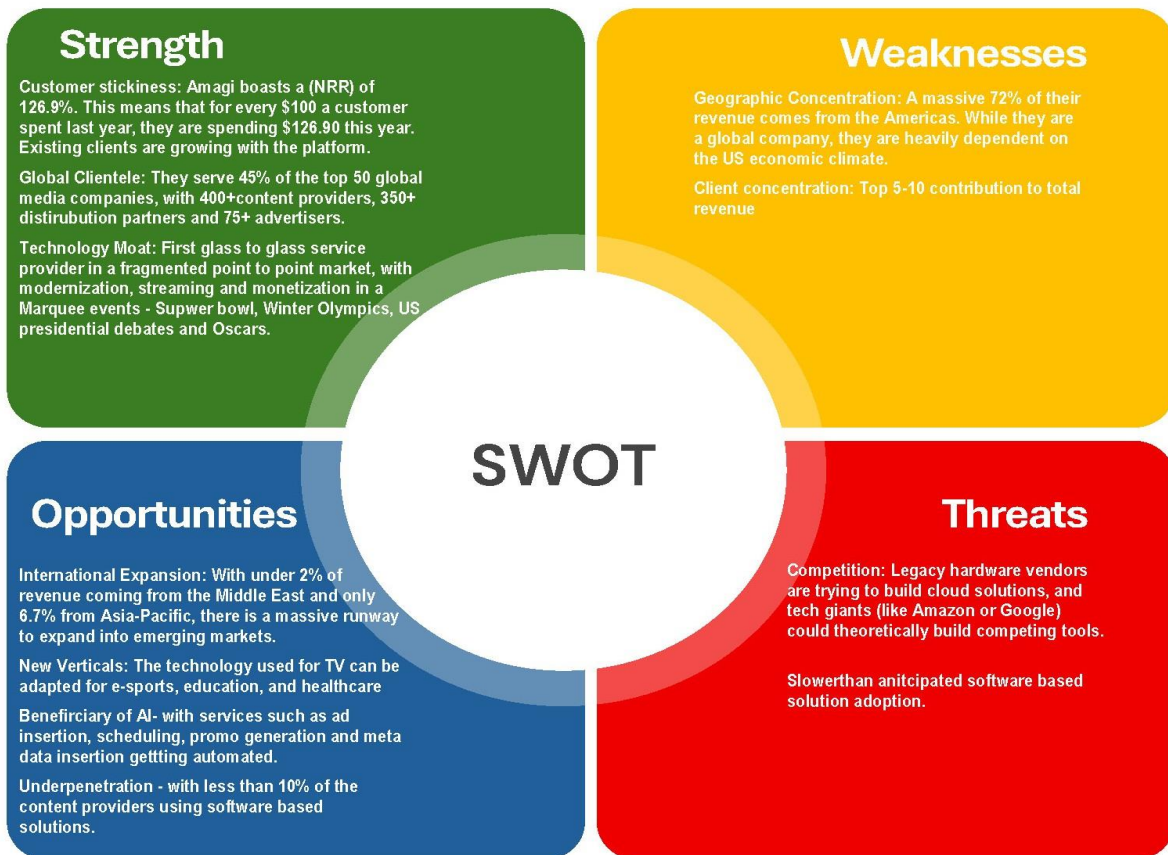 Strength
Customer stickiness: Amagi boasts a (NRR) of
126.9%. This means that for every $100 a customer
spent last year, they are spending $126.90 this year.
Existing clients are growing with the platform.
Global Clientele: They serve 45% of the top 50 global
media companies, with 400+content providers, 350+
distirubution partners and 75+ advertisers.
Technology Moat: First glass to glass service
provider in a fragmented point to point market, with
modernization, streaming and monetization in a
Marquee events - Supwer bowl, Winter Olympics, US
presidential debates and Oscars.
Weaknesses
Geographic Concentration: A massive 72% of their
revenue comes from the Americas. While they are
a global company, they are heavily dependent on
the US economic climate.
Client concentration: Top 5-10 contribution to total
revenue
SWOT
Opportunities
International Expansion: With under 2% of
revenue coming from the Middle East and only
6.7% from Asia-Pacific, there is a massive runway
to expand into emerging markets.
New Verticals: The technology used for TV can be
adapted for e-sports, education, and healthcare
Benefirciary of AI- with services such as ad
insertion, scheduling, promo generation and meta
data insertion gettting automated.
Underpenetration - with less than 10% of the
content providers using software based
solutions.
Threats
Competition: Legacy hardware vendors
are trying to build cloud solutions, and
tech giants (like Amazon or Google)
could theoretically build competing tools.
Slowerthan anitcipated software based
solution adoption.